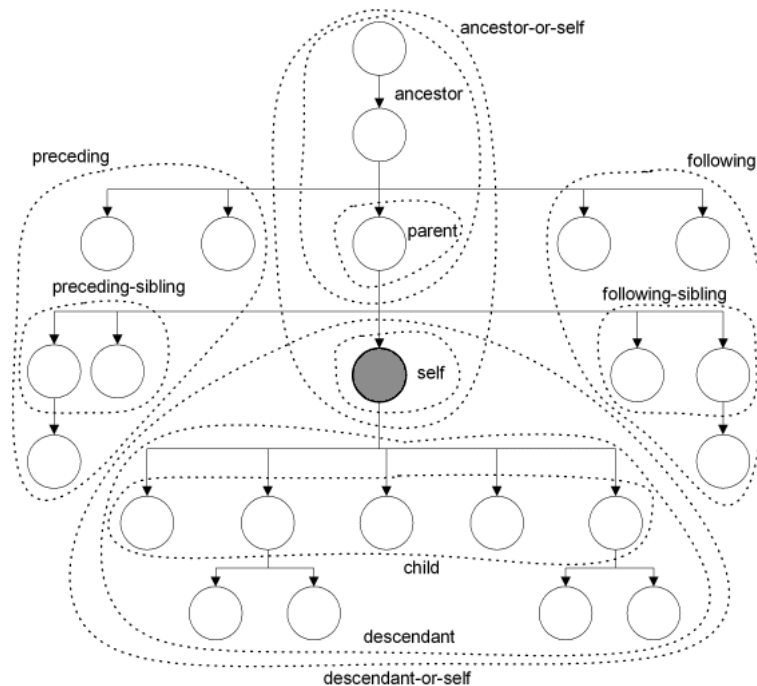 ancestor-or-self
ancestor
preceding
following
parent
preceding-sibling
following-sibling
self
child
descendant
descendant-or-self